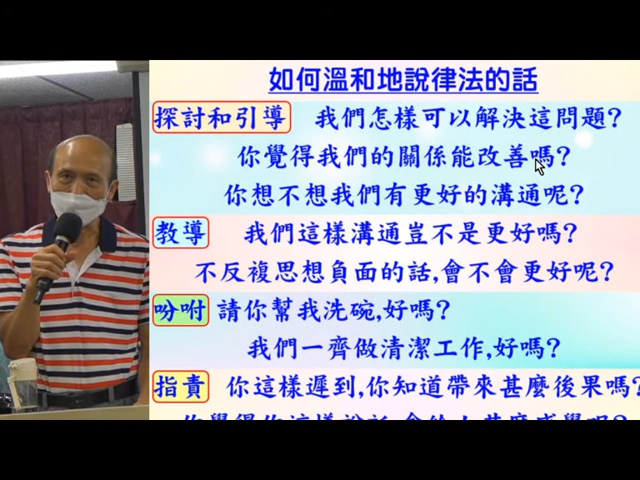 如何溫和地說律法的話
探討和引導 我們怎樣可以解決這問題?
你覺得我們的關係能改善嗎?
你想不想我們有更好的溝通呢?
教導 我們這樣溝通豈不是更好嗎?
不反複思想負面的話,會不會更好呢?
吩咐 請你幫我洗碗,好嗎?
我們一齊做清潔工作,好嗎?
指責 你這樣遲到,你知道帶來甚麼後果嗎?